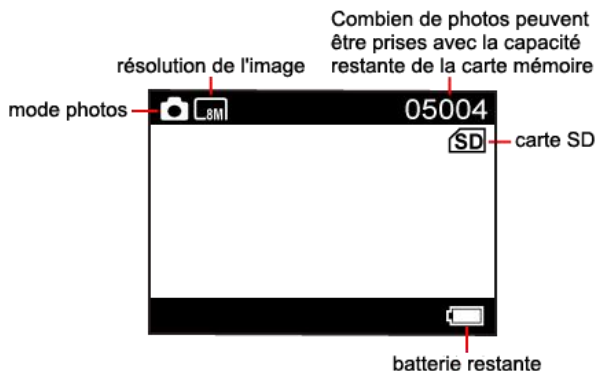 Combien de photos peuvent
être prises avec la capacité
restante de la carte mémoire
résolution de l'image
mode photos
8M
05004
SD
carte SD
batterie restante